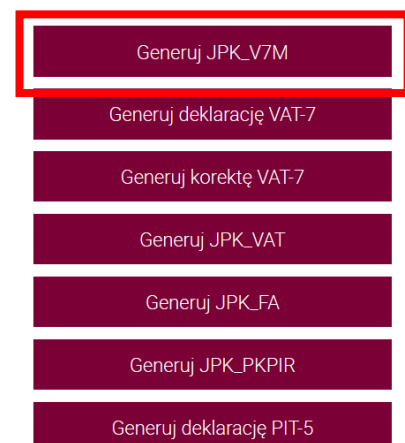 Generuj JPK_V7M
Generuj deklarację VAT-7
Generuj korektę VAT-7
Generuj JPK_VAT
Generuj JPK_FA
Generuj JPK_PKPIR
Generuj deklarację PIT-5